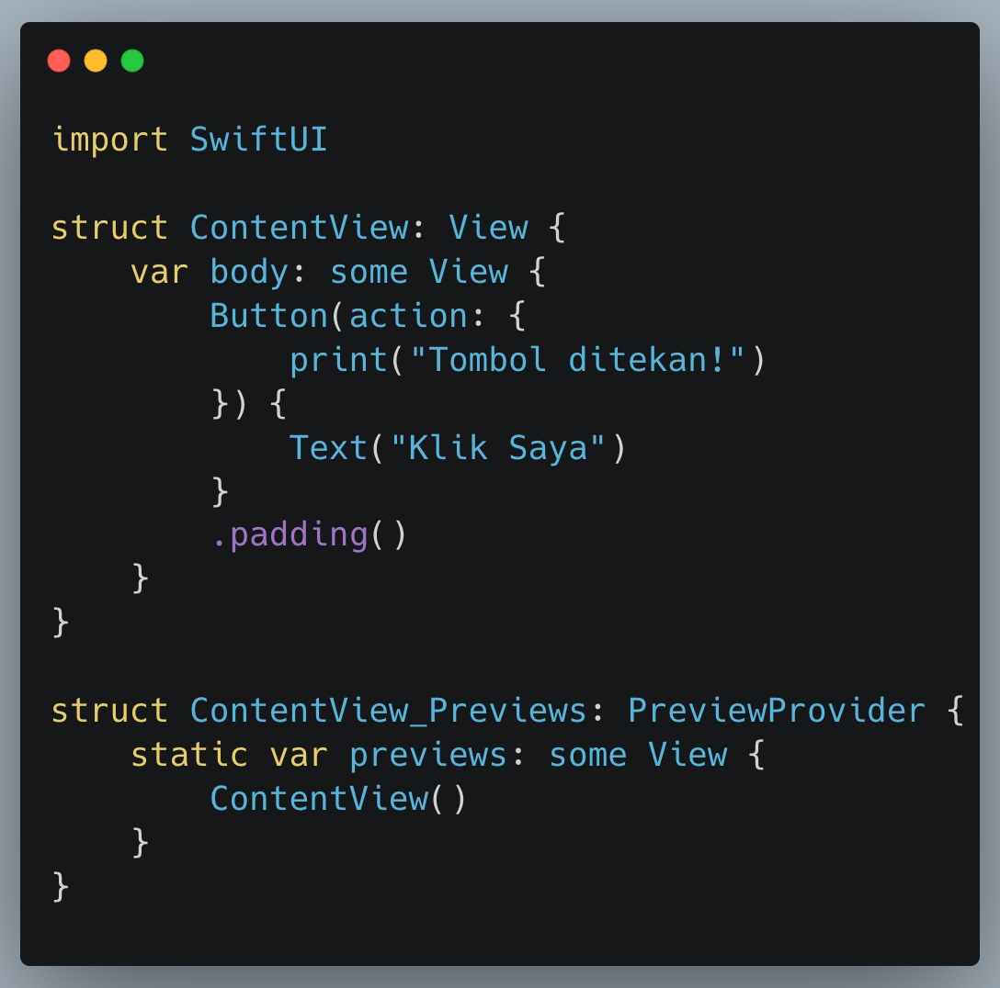 import SwiftUI

struct ContentView: View {
    var body: some View {
        Button(action: {
            print("Tombol ditekan!")
        }) {
            Text("Klik Saya")
        }
        .padding()
    }
}

struct ContentView_Previews: PreviewProvider {
    static var previews: some View {
        ContentView()
    }
}